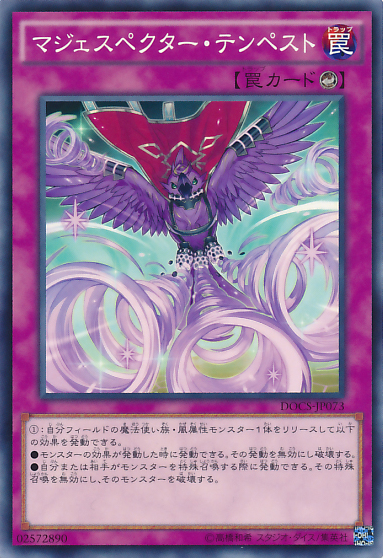 マジェスペクター・テンペスト
トラップ
罠
【罠カード】
DOCS-JP073
①:自分フィールドの魔法使い族・風属性モンスター1体をリリースして以下
の効果を発動できる。
●モンスターの効果が発動した時に発動できる。その発動を無効にし破壊する。
●自分または相手がモンスターを特殊召喚する際に発動できる。その特殊
召喚を無効にし、そのモンスターを破壊する。
02572890
©高橋和希 スタジオ・ダイス/集英社